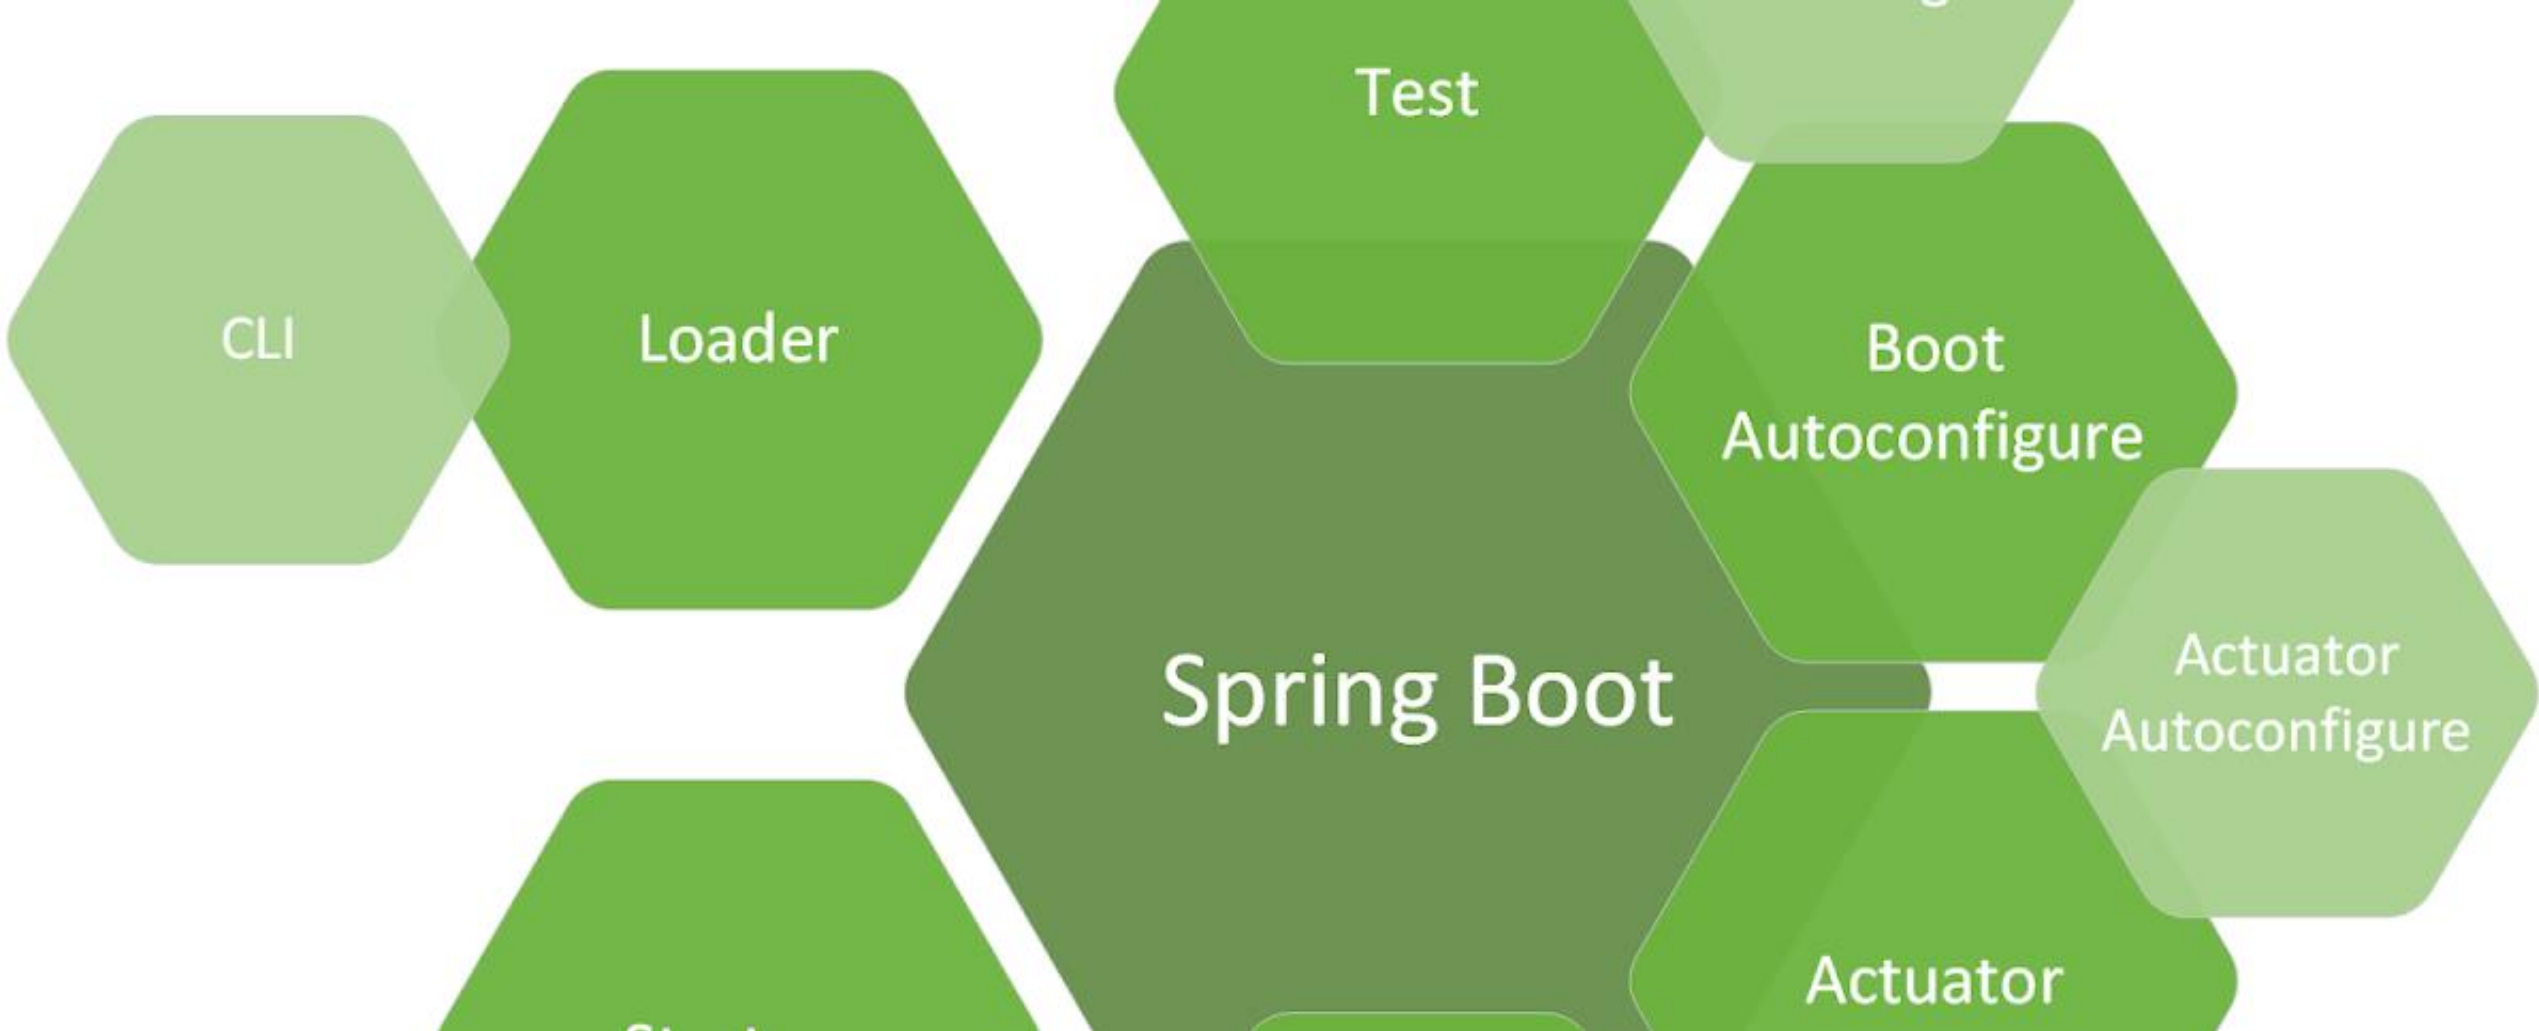 Test
CLI
Loader
Boot
Autoconfigure
Spring Boot
Actuator
Autoconfigure
Actuator